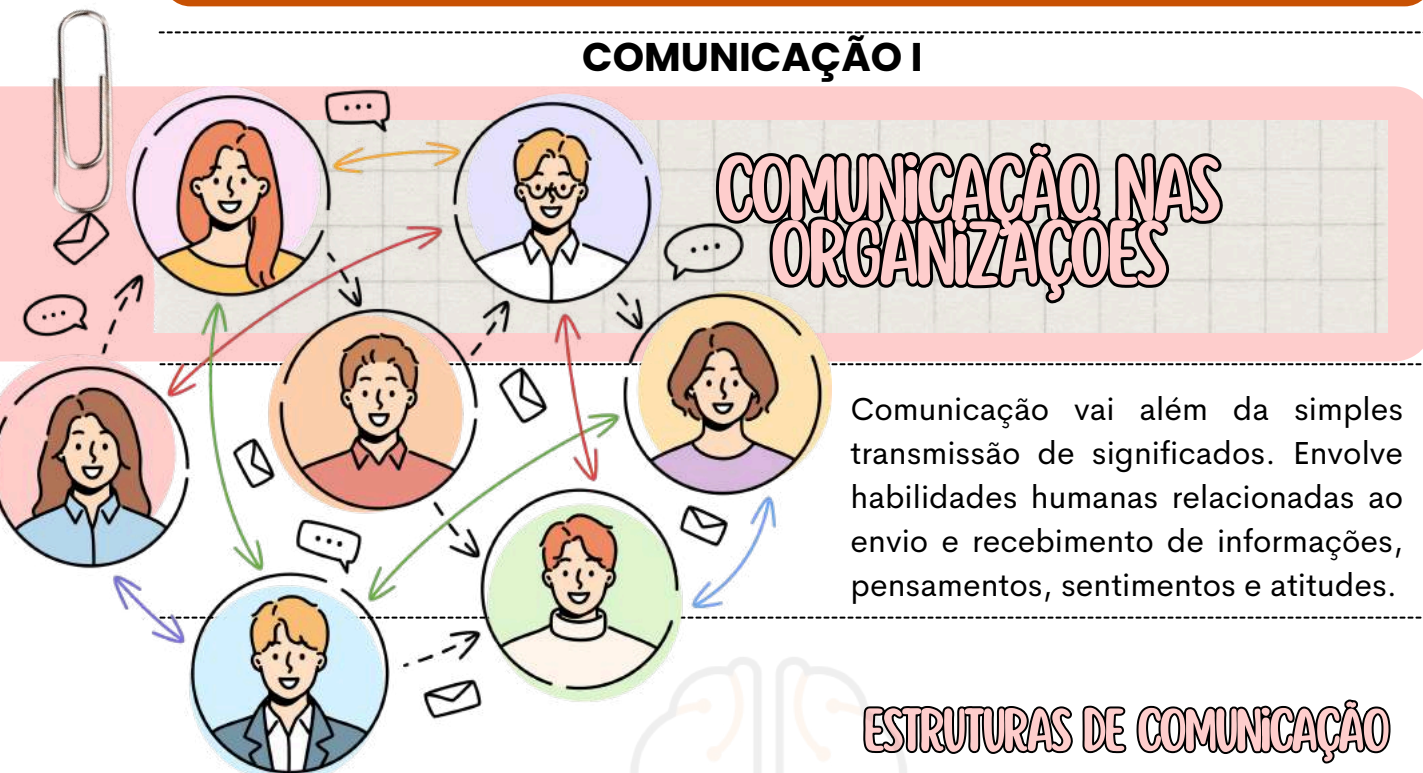 COMUNICAÇÃO I
COMUNICAÇÃO NAS
ORGANIZAÇÕES
Comunicação vai além da simples
transmissão de significados. Envolve
habilidades humanas relacionadas ao
envio e recebimento de informações,
pensamentos, sentimentos e atitudes.
ESTRUTURAS DE COMUNICAÇÃO